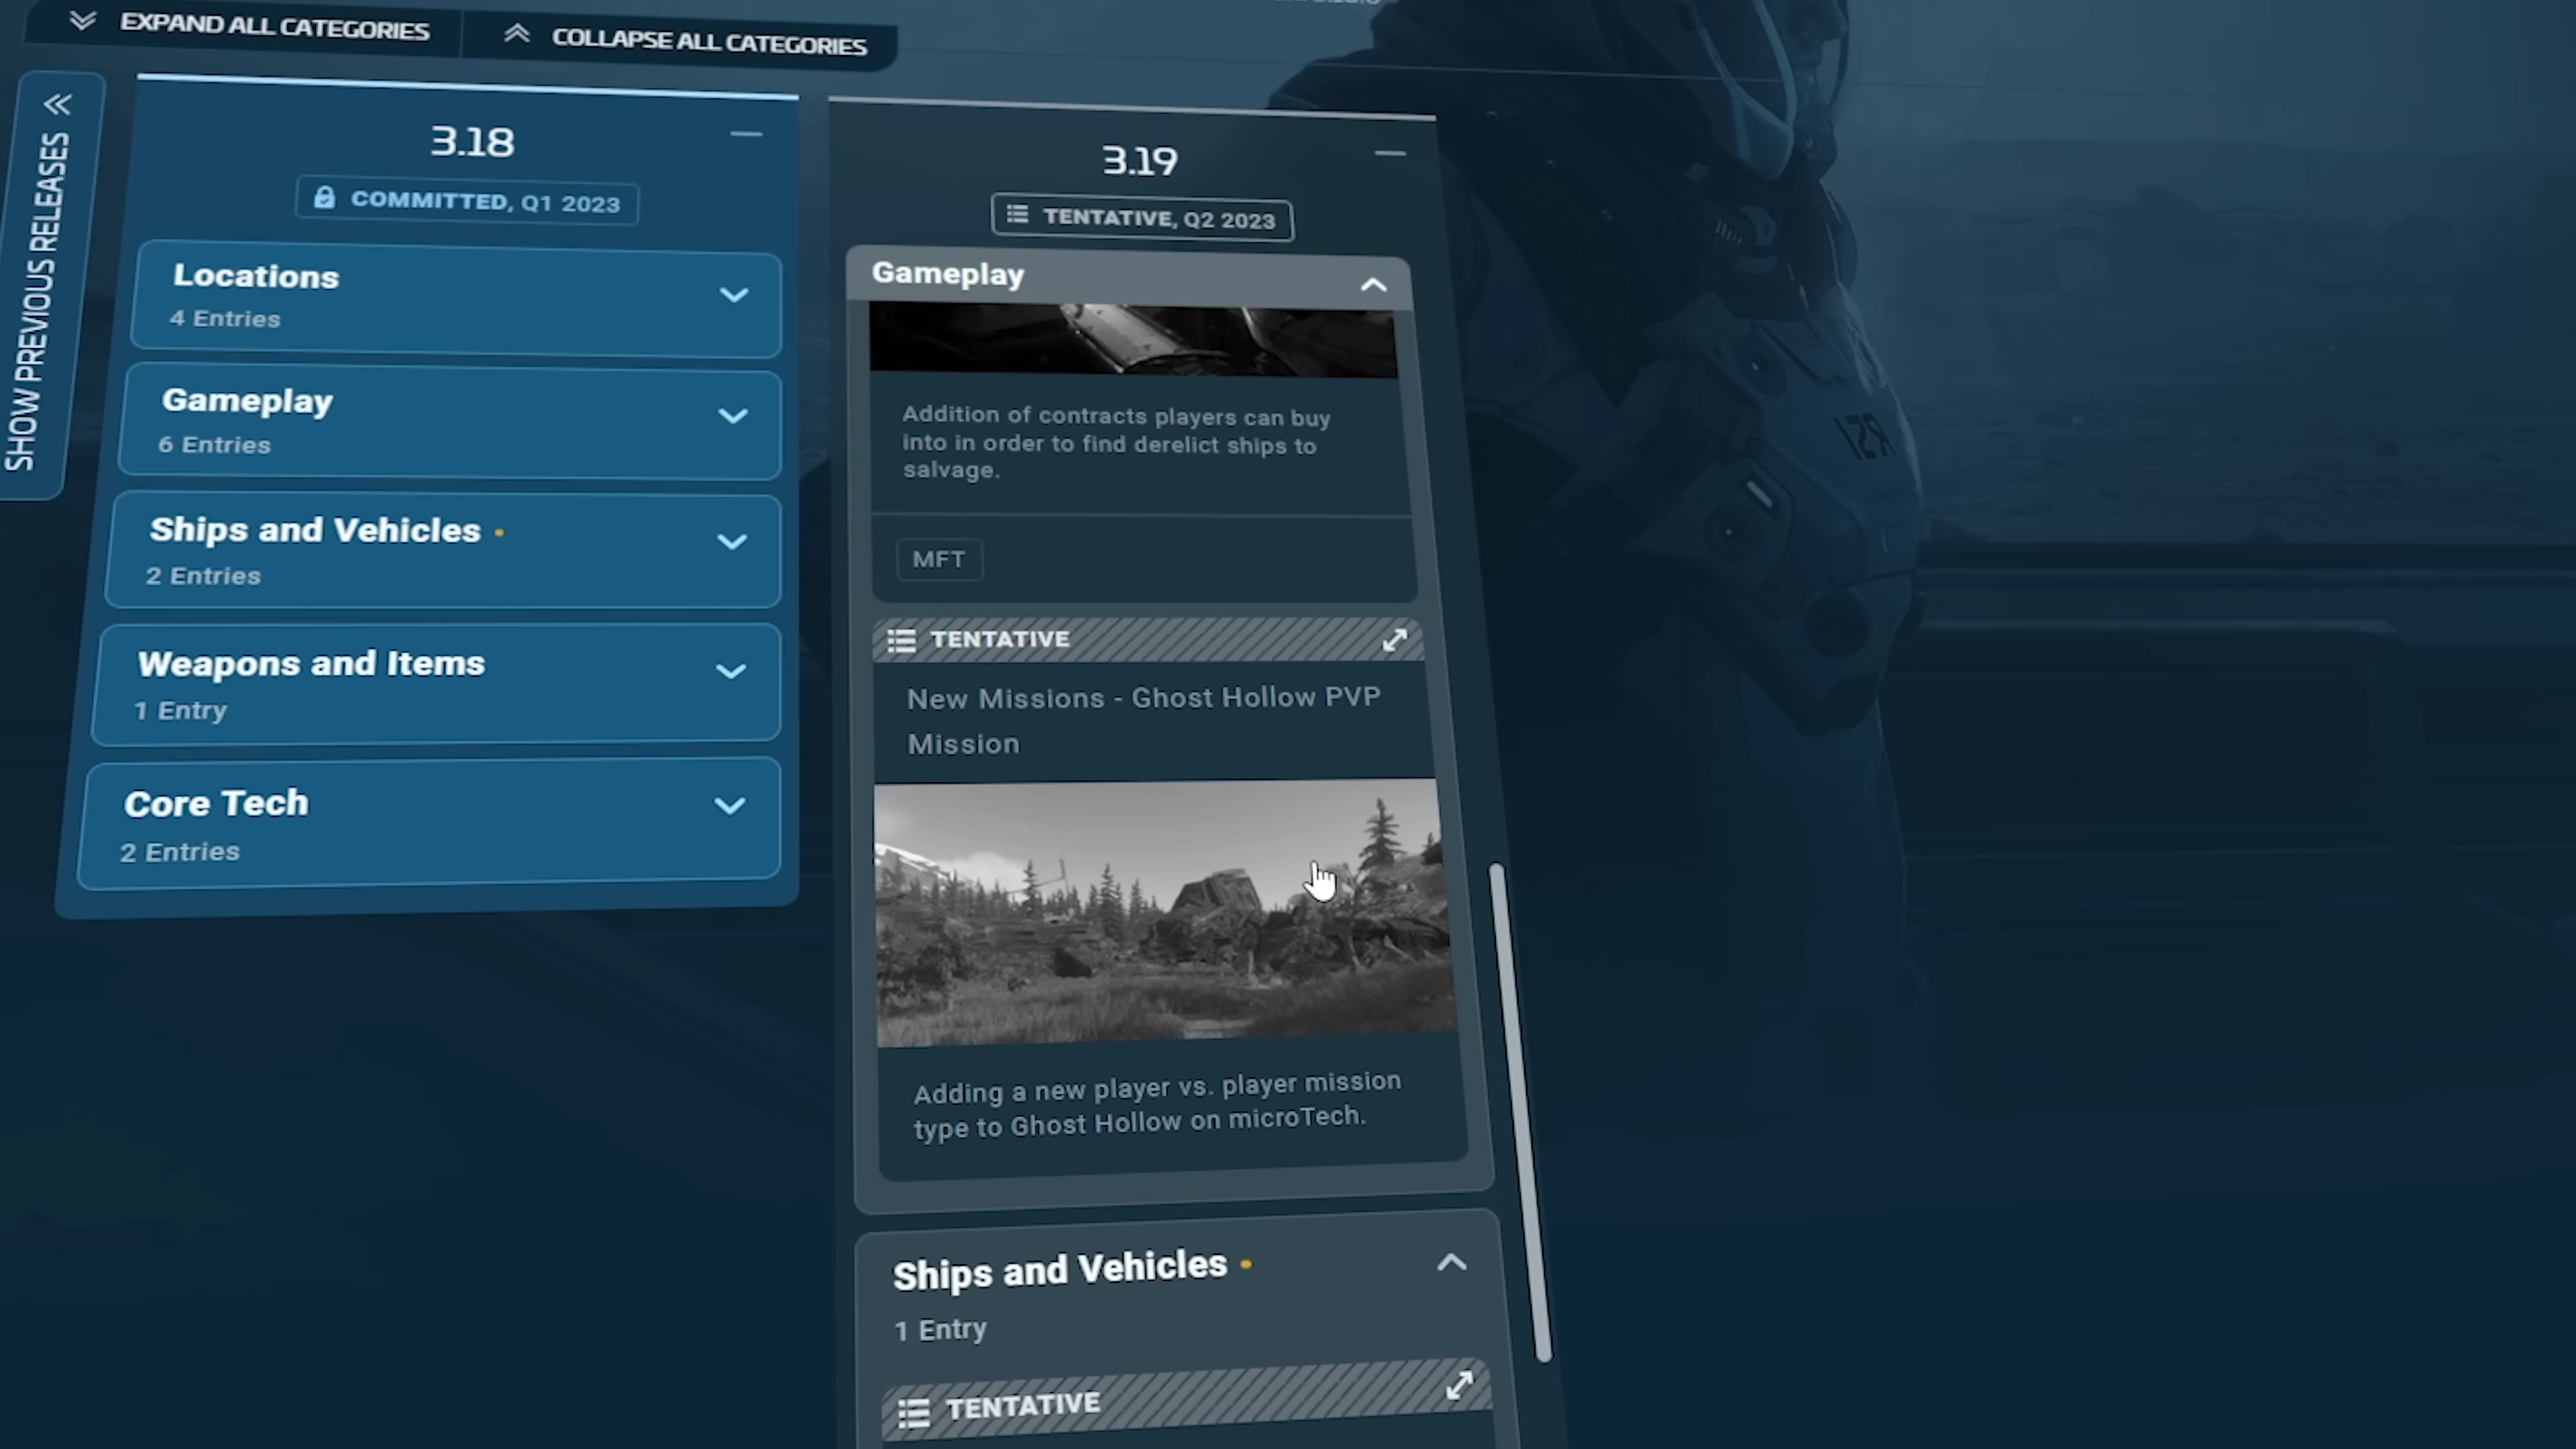 EXPAND ALL CATEGORIES
COLLAPSE ALL CATEGORIES
SHOW PREVIOUS RELEASES
3.18
COMMITTED, Q1 2023
Locations
4 Entries
Gameplay
6 Entries
Ships and Vehicles
2 Entries
Weapons and Items
1 Entry
Core Tech
2 Entries
3.19
TENTATIVE, Q2 2023
Gameplay
Addition of contracts players can buy
into in order to find derelict ships to
salvage.
MFT
TENTATIVE
New Missions - Ghost Hollow PVP
Mission
Adding a new player vs. player mission
type to Ghost Hollow on microTech.
Ships and Vehicles
1 Entry
TENTATIVE